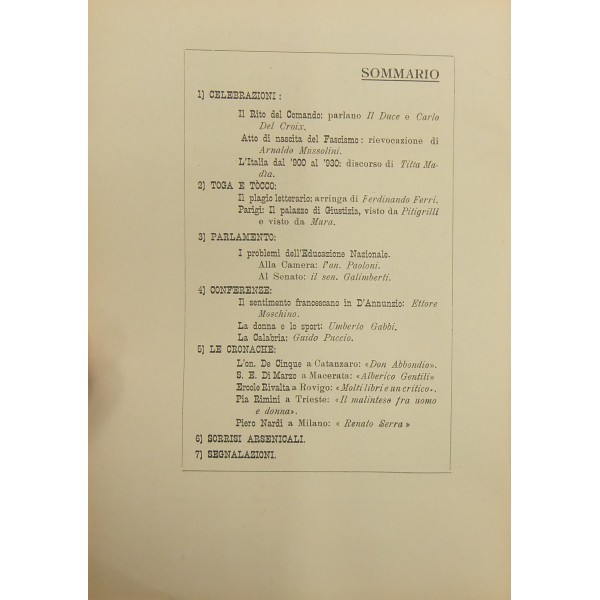 SOMMARIO
1) CELEBRAZIONI :
Il Rito del Comando: parlano Il Duce e Carlo
Del Croix.
Atto di nascita del Fascismo : rievocazione di
Arnaldo Mussolini.
L'Italia dal '900 al '930: discorso di Titta Ma-
dìa.
2) TOGA E TÒCCO:
Il plagio letterario: arringa di Ferdinando Ferri.
Parigi: Il palazzo di Giustizia, visto da Pitigrilli
e visto da Mura.
3) PARLAMENTO:
I problemi dell'Educazione Nazionale.
Alla Camera: l'on. Paoloni.
Al Senato: il sen. Galimberti.
4) CONFERENZE:
Il sentimento francescano in D'Annunzio: Ettore
Moschino.
La donna e lo sport: Umberto Gabbi.
La Calabria: Guido Puccio.
5) LE CRONACHE:
L'on. De Cinque a Catanzaro: «Don Abbondio».
S. E. Di Marzo a Macerata: «Alberico Gentili»
Ercole Rivalta a Rovigo: «Molti libri e un critico».
Pia Rimini a Trieste: «Il malinteso fra uomo
e donna».
Piero Nardi a Milano: « Renato Serra »
6) SORRISI ARSENICALI.
7) SEGNALAZIONI.